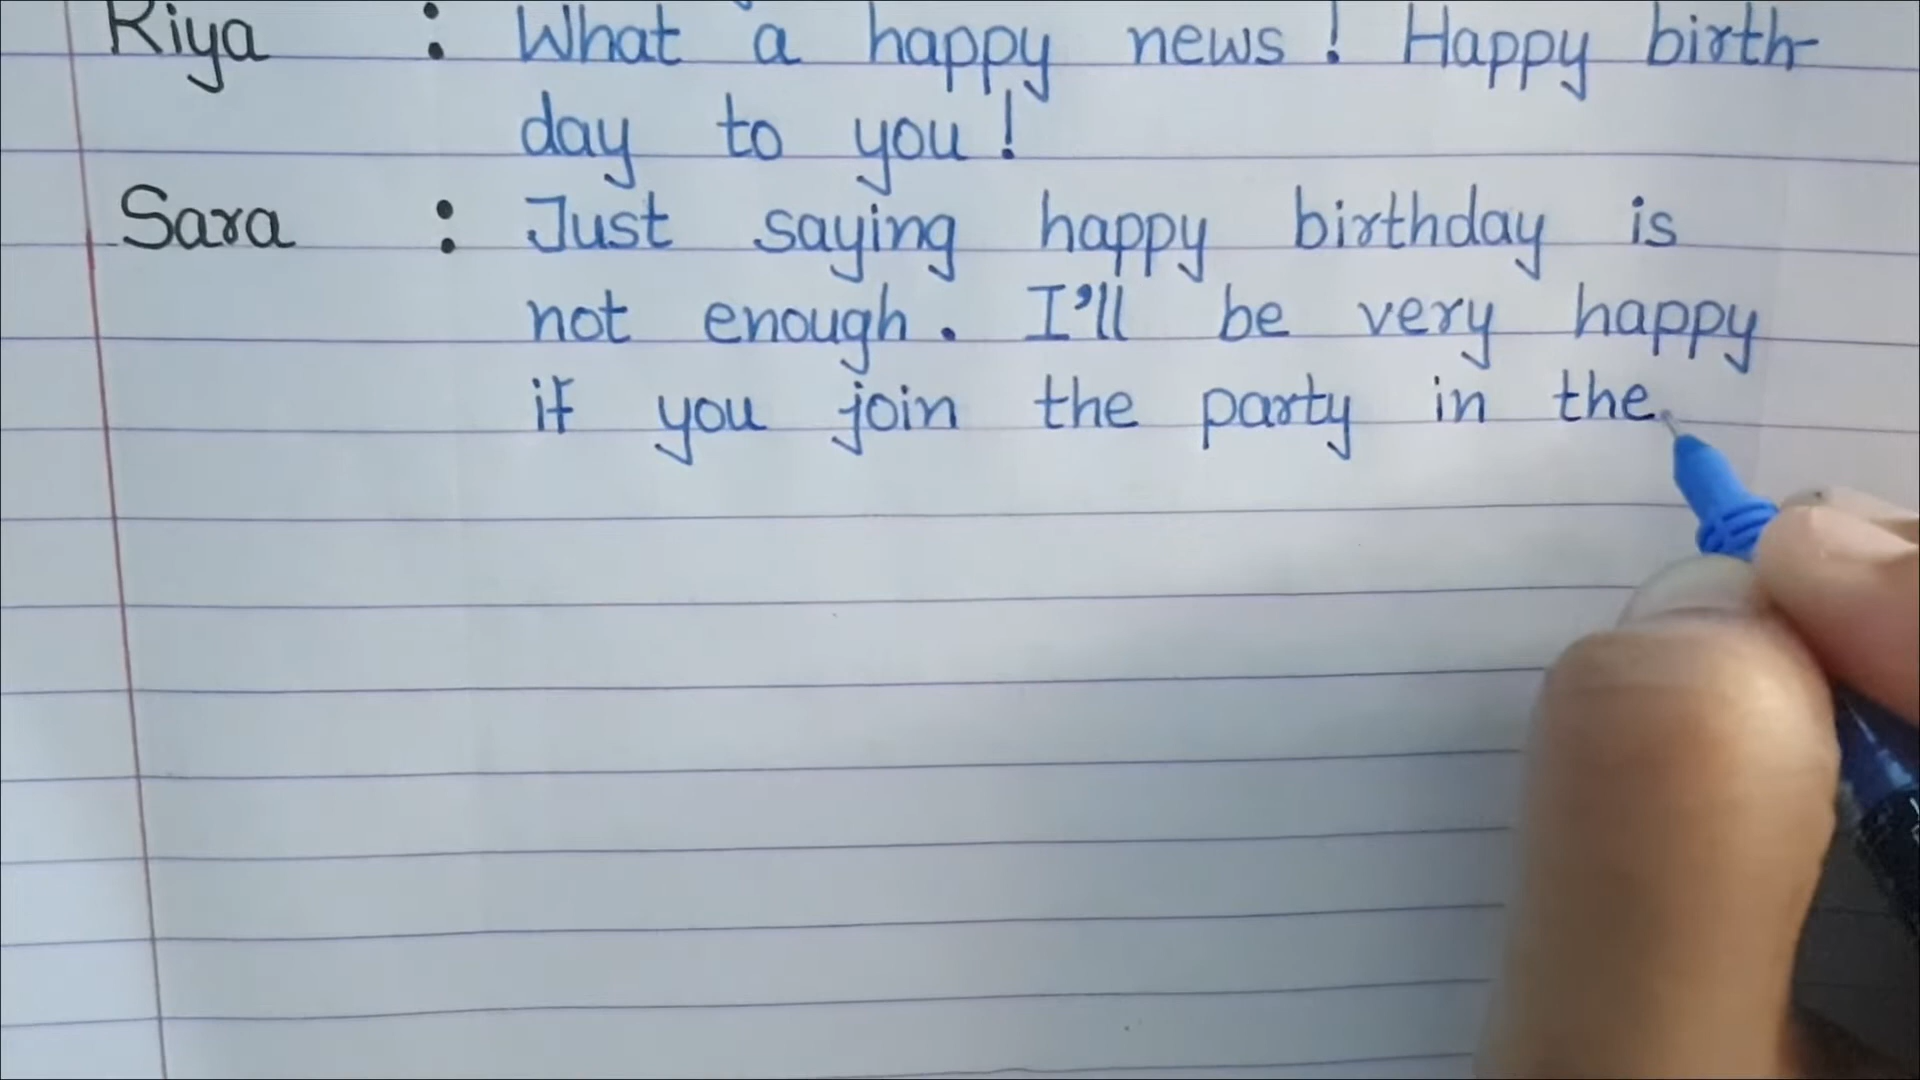 Riya : What a happy news! Happy birth-
day to you!
Sara : Just saying happy birthday is
not enough. I'll be very happy
if you join the party in the